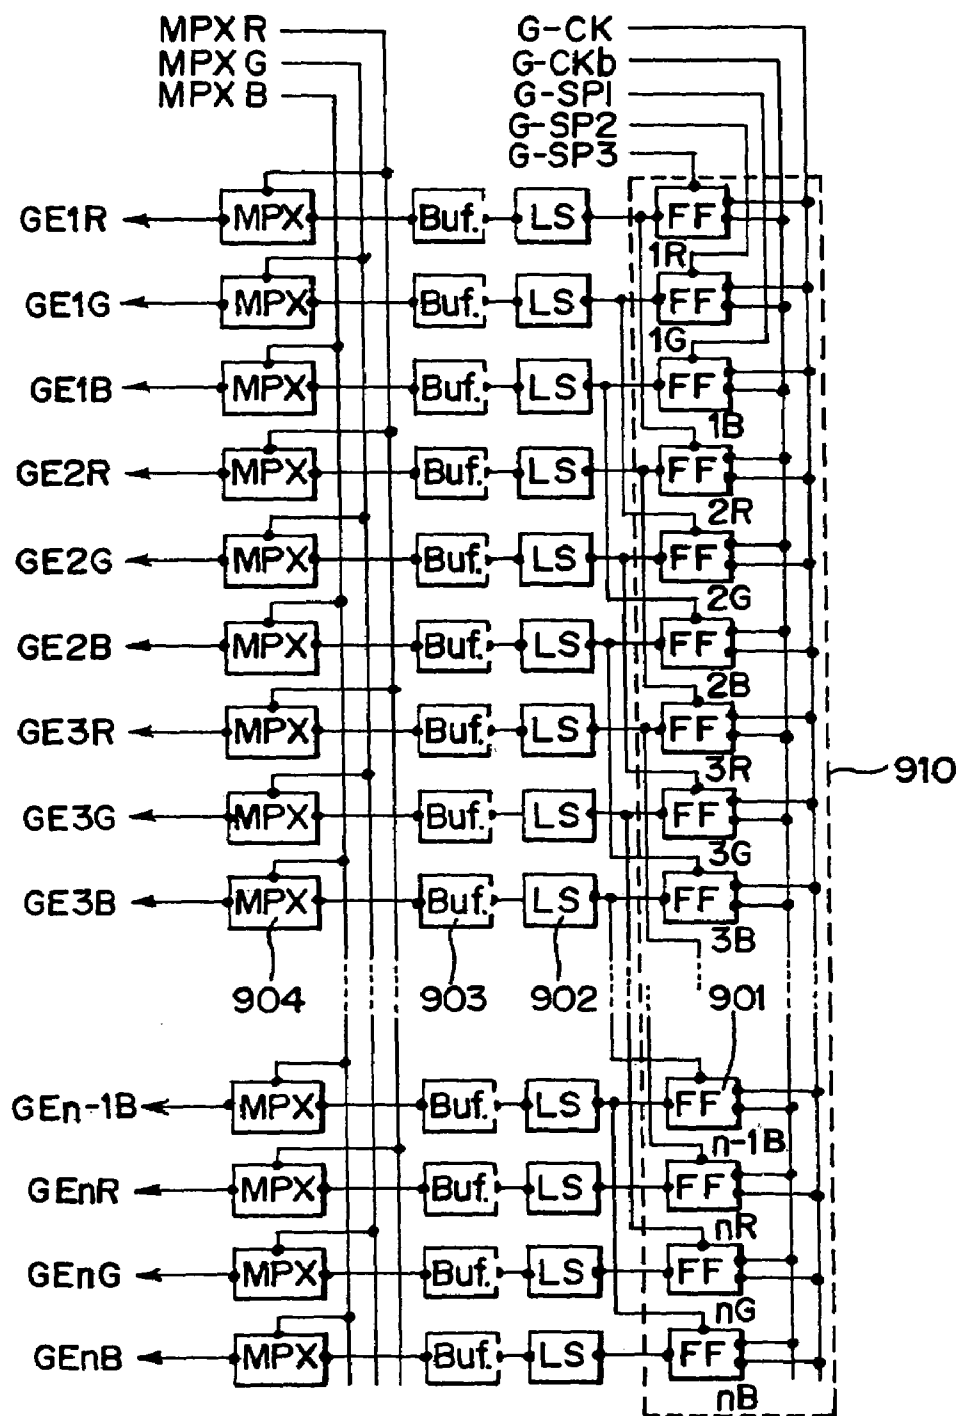 MPX R
MPX G
MPX B
G-CK
G-CKb
G-SP1
G-SP2
G-SP3
GE1R MPX Buf. LS FF
1R
GE1G MPX Buf. LS FF
1G
GE1B MPX Buf. LS FF
1B
GE2R MPX Buf. LS FF
2R
GE2G MPX Buf. LS FF
2G
GE2B MPX Buf. LS FF
2B
GE3R MPX Buf. LS FF
3R
910
GE3G MPX Buf. LS FF
3G
GE3B MPX Buf. LS FF
3B
904 903 902 901
GEn-1B MPX Buf. LS FF
n-1B
GEnR MPX Buf. LS FF
nR
GEnG MPX Buf. LS FF
nG
GEnB MPX Buf. LS FF
nB